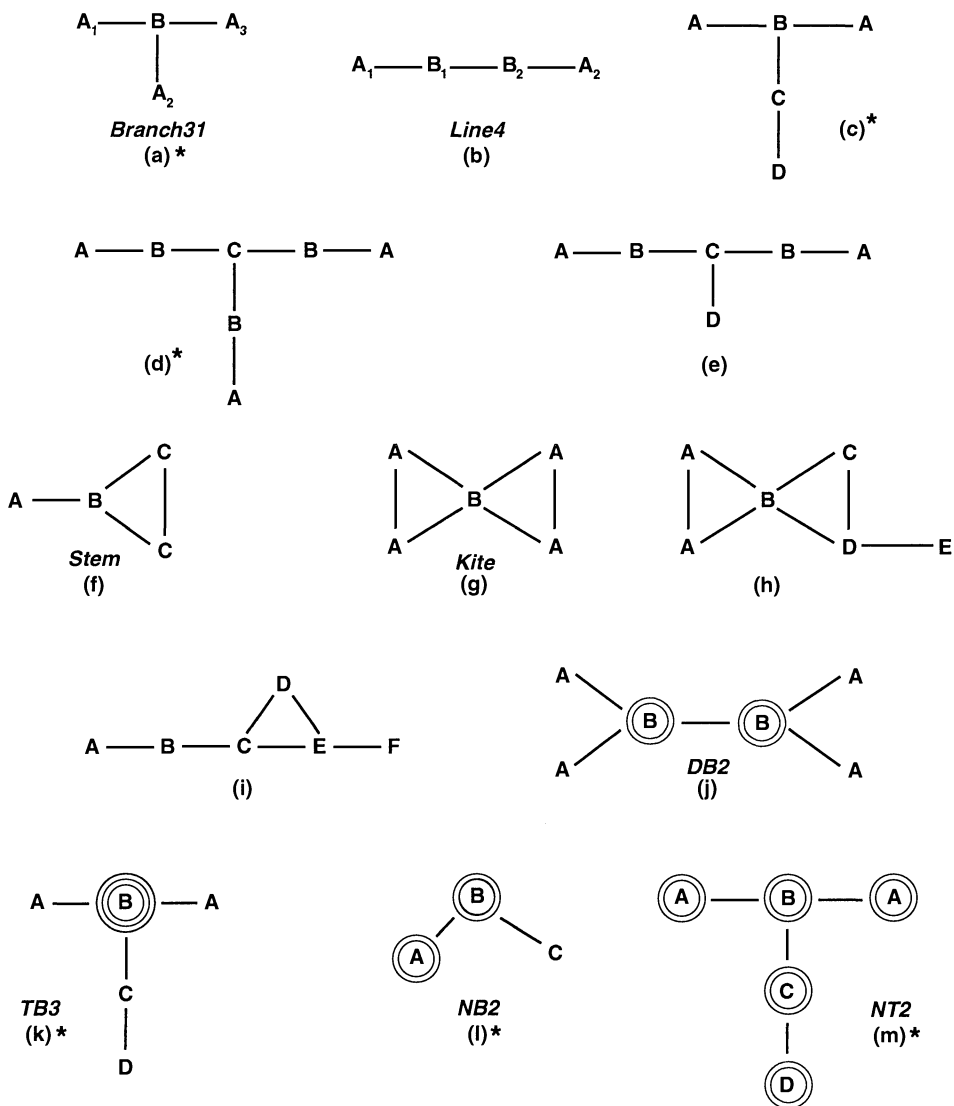 A₁ B A₃
A₂
Branch31
(a)*
A₁ B₁ B₂ A₂
Line4
(b)
A B A
C
D
(c)*
A B C B A
B
A
(d)*
A B C B A
D
(e)
A B C
C
Stem
(f)
A A
B
A A
Kite
(g)
A C
B
A D E
(h)
D
A B C E F
(i)
A A
B B
A A
DB2
(j)
A B A
C
D
TB3
(k)*
B
A C
NB2
(l)*
A B A
C
D
NT2
(m)*